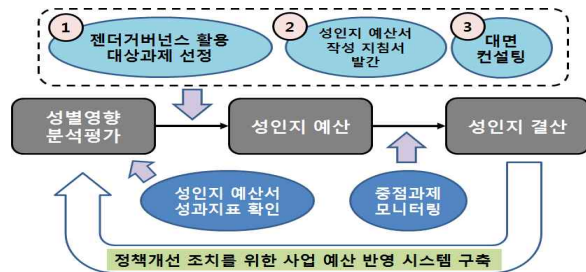 1
젠더거버넌스 활용
대상과제 선정
2
성인지 예산서
작성 지침서
발간
3
대면
컨설팅
성별영향
분석평가
성인지 예산
성인지 결산
성인지 예산서
성과지표 확인
중점과제
모니터링
정책개선 조치를 위한 사업 예산 반영 시스템 구축